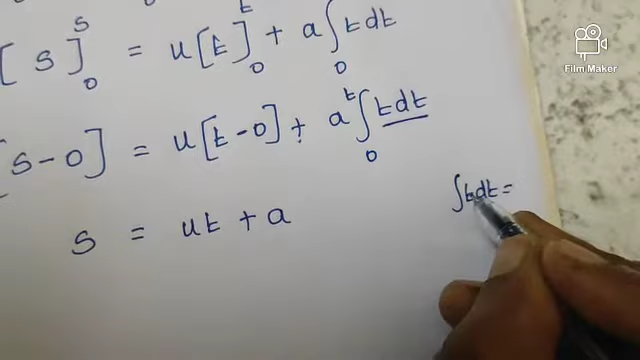 [ S ]₀ˢ = u[t]₀ᵗ + a∫₀ᵗ t dt
[S-0] = u[t-0] + a∫₀ᵗ t dt
∫t dt =
S = ut + a
Film Maker